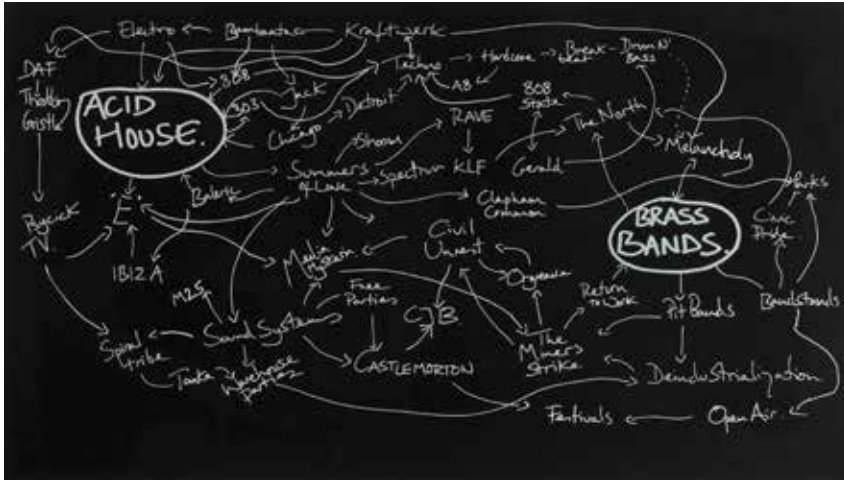 Electro
Bambaataa
Kraftwerk
DAF
Throbbing
Gristle
ACID
HOUSE.
808
303
Jack
Chicago
Detroit
Techno
Hardcore
Break-
beat
Drum N'
Bass
808
State
The North
Melancholy
Shoom
RAVE
Summers
of Love
Spectrum
KLF
Gerald
Clapham
Common
Parks
Balearic
'E'
IBIZA
Psychick
TV
BRASS
BANDS.
Civic
Pride
Media
Hysteria
Civil
Unrest
Orgreave
M25
Free
Parties
CJB
Return
to Work
Pit Bands
Bandstands
Sound Systems
Spiral
Tribe
Tonka
Warehouse
Parties
CASTLEMORTON
The
Miners
Strike
Deindustrialization
Festivals
Open Air